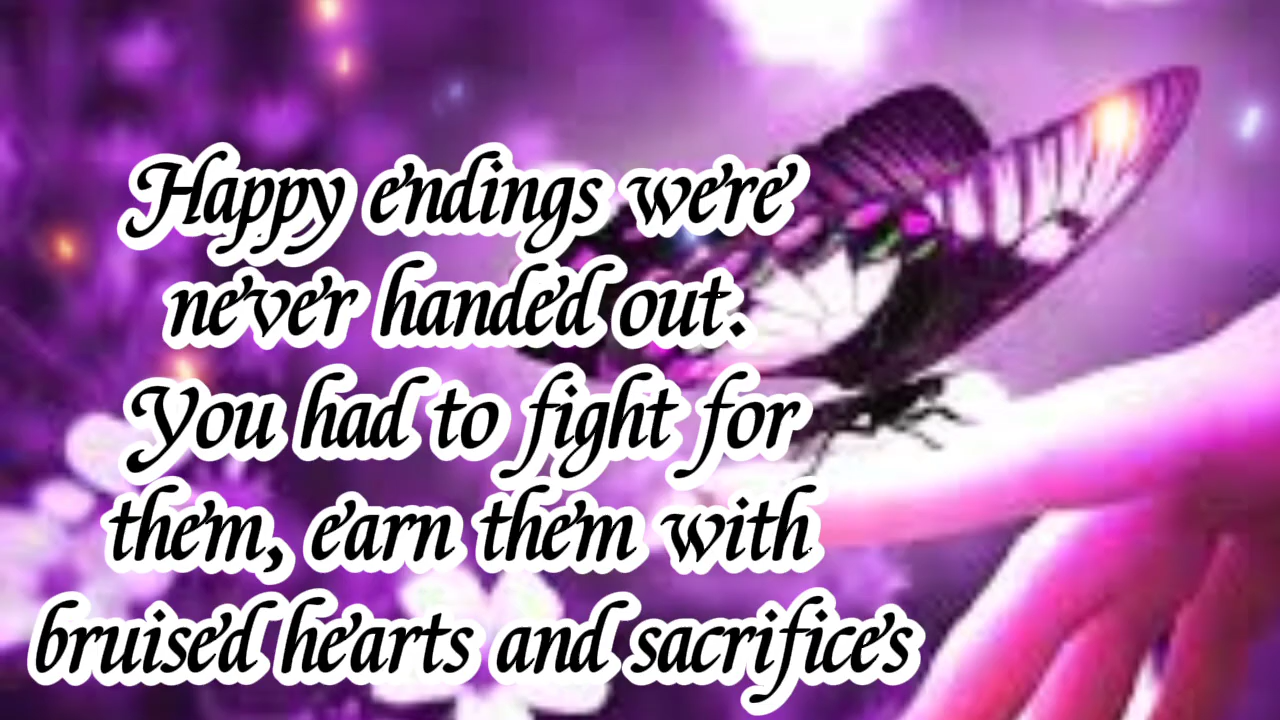 Happy endings were
never handed out.
You had to fight for
them, earn them with
bruised hearts and sacrifices